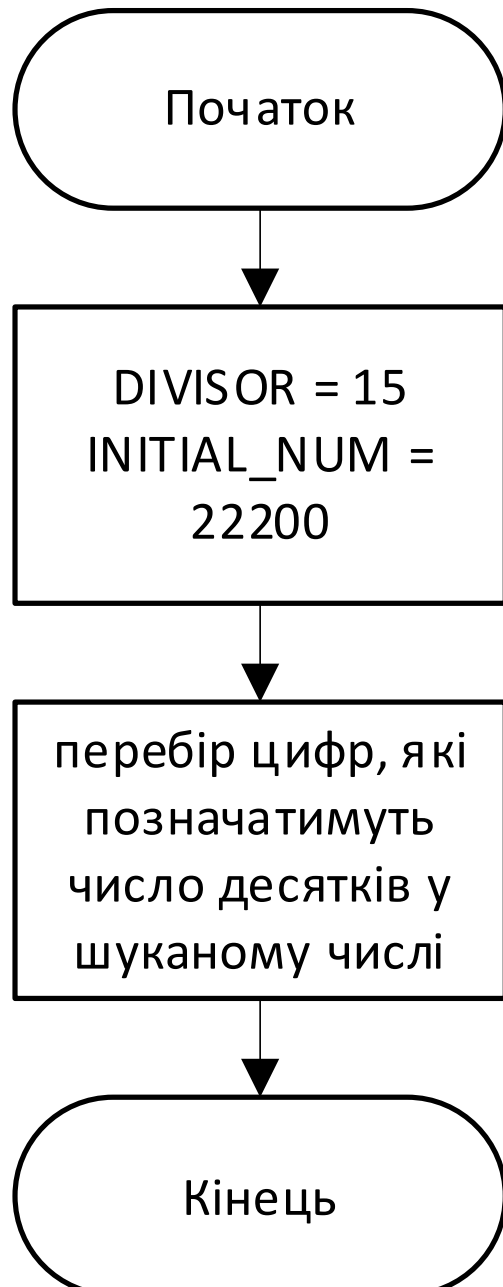 Початок
DIVISOR = 15
INITIAL_NUM =
22200
перебір цифр, які
позначатимуть
число десятків у
шуканому числі
Кінець